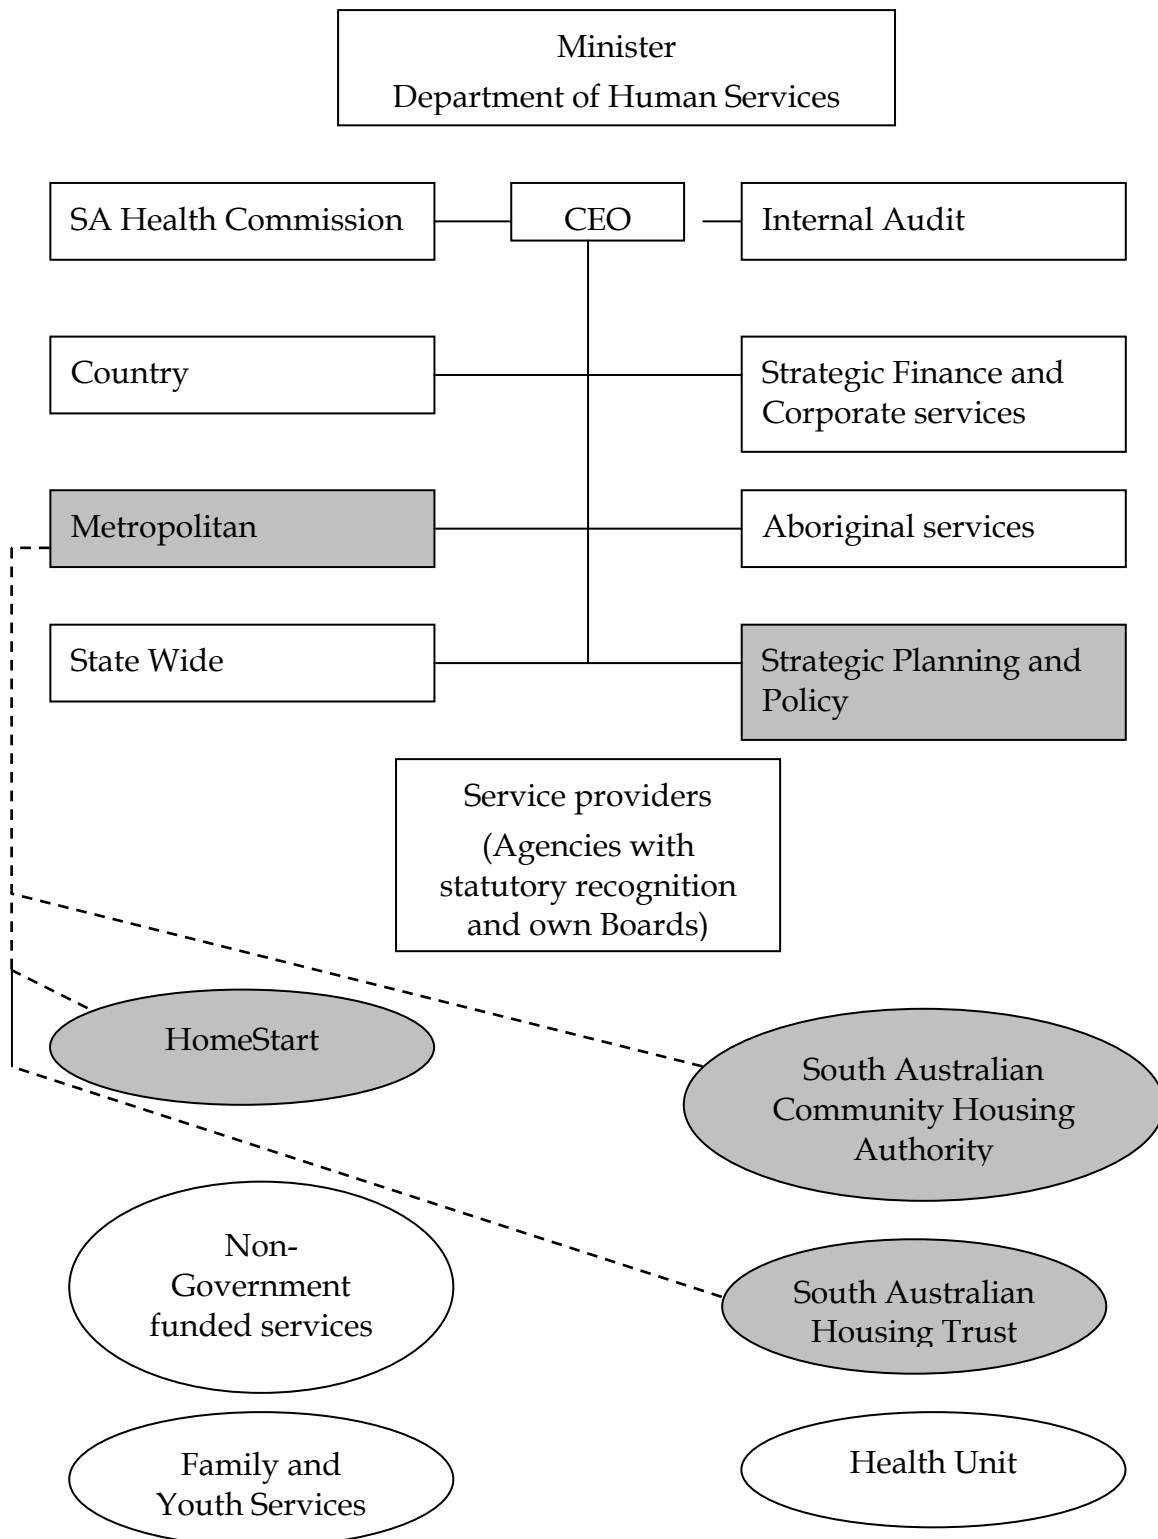 Minister
Department of Human Services
SA Health Commission
CEO
Internal Audit
Country
Strategic Finance and
Corporate services
Metropolitan
Aboriginal services
State Wide
Strategic Planning and
Policy
Service providers
(Agencies with
statutory recognition
and own Boards)
HomeStart
South Australian
Community Housing
Authority
Non-
Government
funded services
South Australian
Housing Trust
Family and
Youth Services
Health Unit